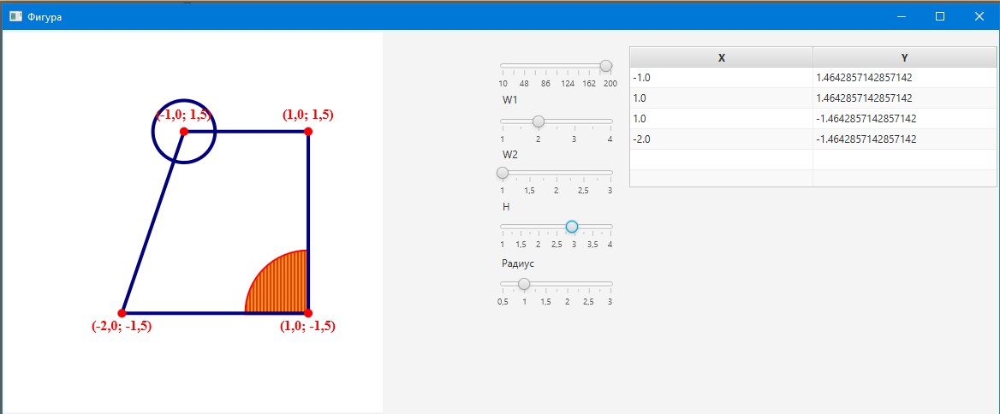 Фигура
(-1,0; 1,5) (1,0; 1,5)
(-2,0; -1,5) (1,0; -1,5)
10 48 86 124 162 200
W1
1 2 3 4
W2
1 1,5 2 2,5 3
H
1 1,5 2 2,5 3 3,5 4
Радиус
0,5 1 1,5 2 2,5 3
X Y
-1.0 1.4642857142857142
1.0 1.4642857142857142
1.0 -1.4642857142857142
-2.0 -1.4642857142857142